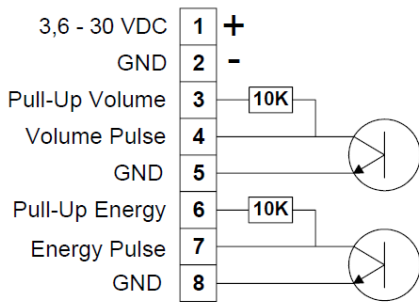 3,6 - 30 VDC 1 +
GND 2 -
Pull-Up Volume 3 10K
Volume Pulse 4
GND 5
Pull-Up Energy 6 10K
Energy Pulse 7
GND 8